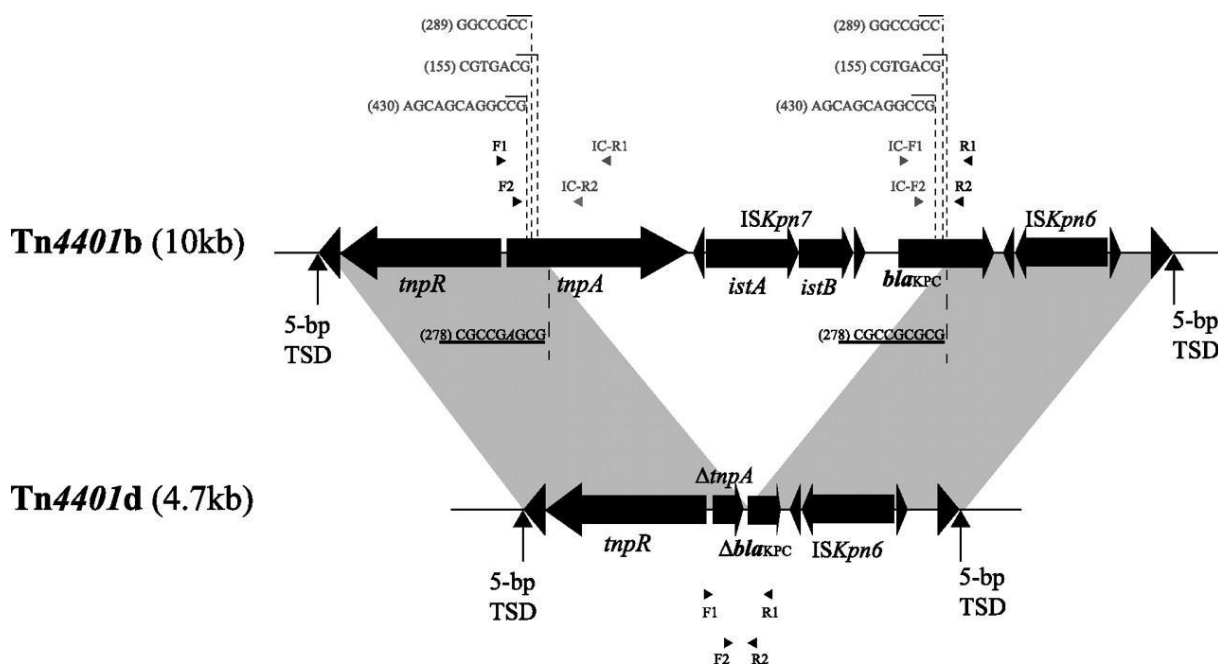 (289) GGCCGCC (289) GGCCGCC
(155) CGTGACG (155) CGTGACG
(430) AGCAGCAGGCCG (430) AGCAGCAGGCCG
F1 IC-R1 IC-F1 R1
F2 IC-R2 IC-F2 R2
Tn4401b (10kb) ISKpn7 ISKpn6
tnpR tnpA istA istB blaKPC
5-bp TSD (278) CGCCGAGCG (278) CGCCGCGCG 5-bp TSD
Tn4401d (4.7kb) ΔtnpA
tnpR ΔblaKPC ISKpn6
5-bp TSD 5-bp TSD
F1 R1
F2 R2